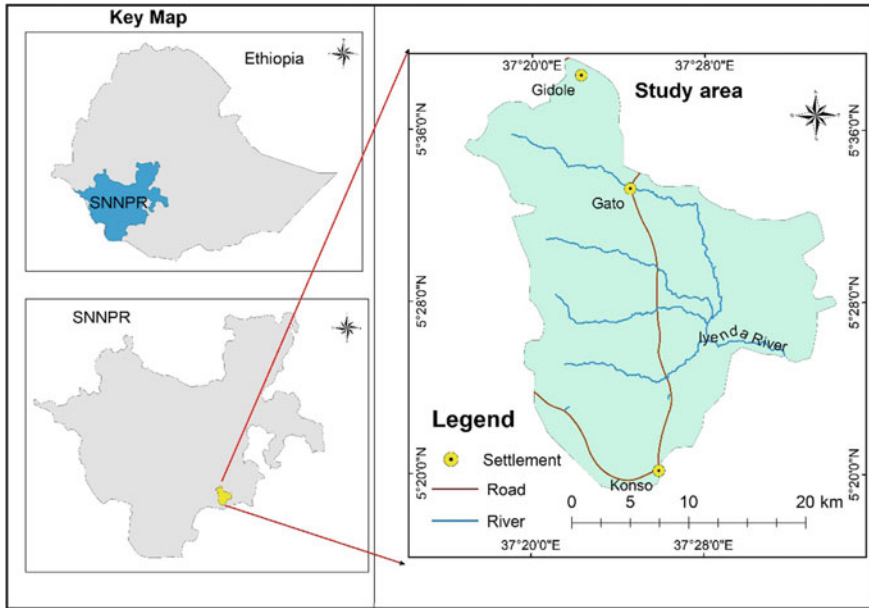 Key Map
Ethiopia
SNNPR
SNNPR
37°20'0"E
37°28'0"E
Gidole
Study area
5°36'0"N
5°36'0"N
Gato
5°28'0"N
5°28'0"N
Iyenda River
Legend
Settlement
Road
River
5°20'0"N
5°20'0"N
Konso
0 5 10 20 km
37°20'0"E
37°28'0"E